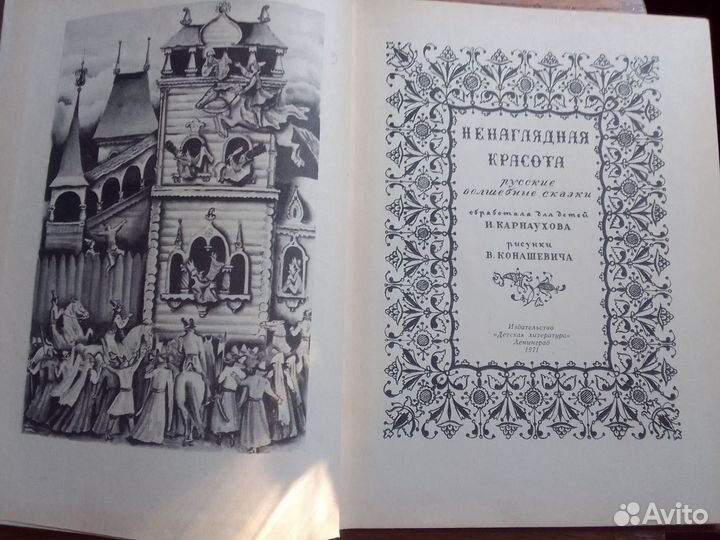 НЕНАГЛЯДНАЯ
КРАСОТА
русские
волшебные сказки
обработала для детей
И. КАРНАУХОВА
рисунки
В. КОНАШЕВИЧА
Издательство
«Детская литература»
Ленинград
1971
Avito